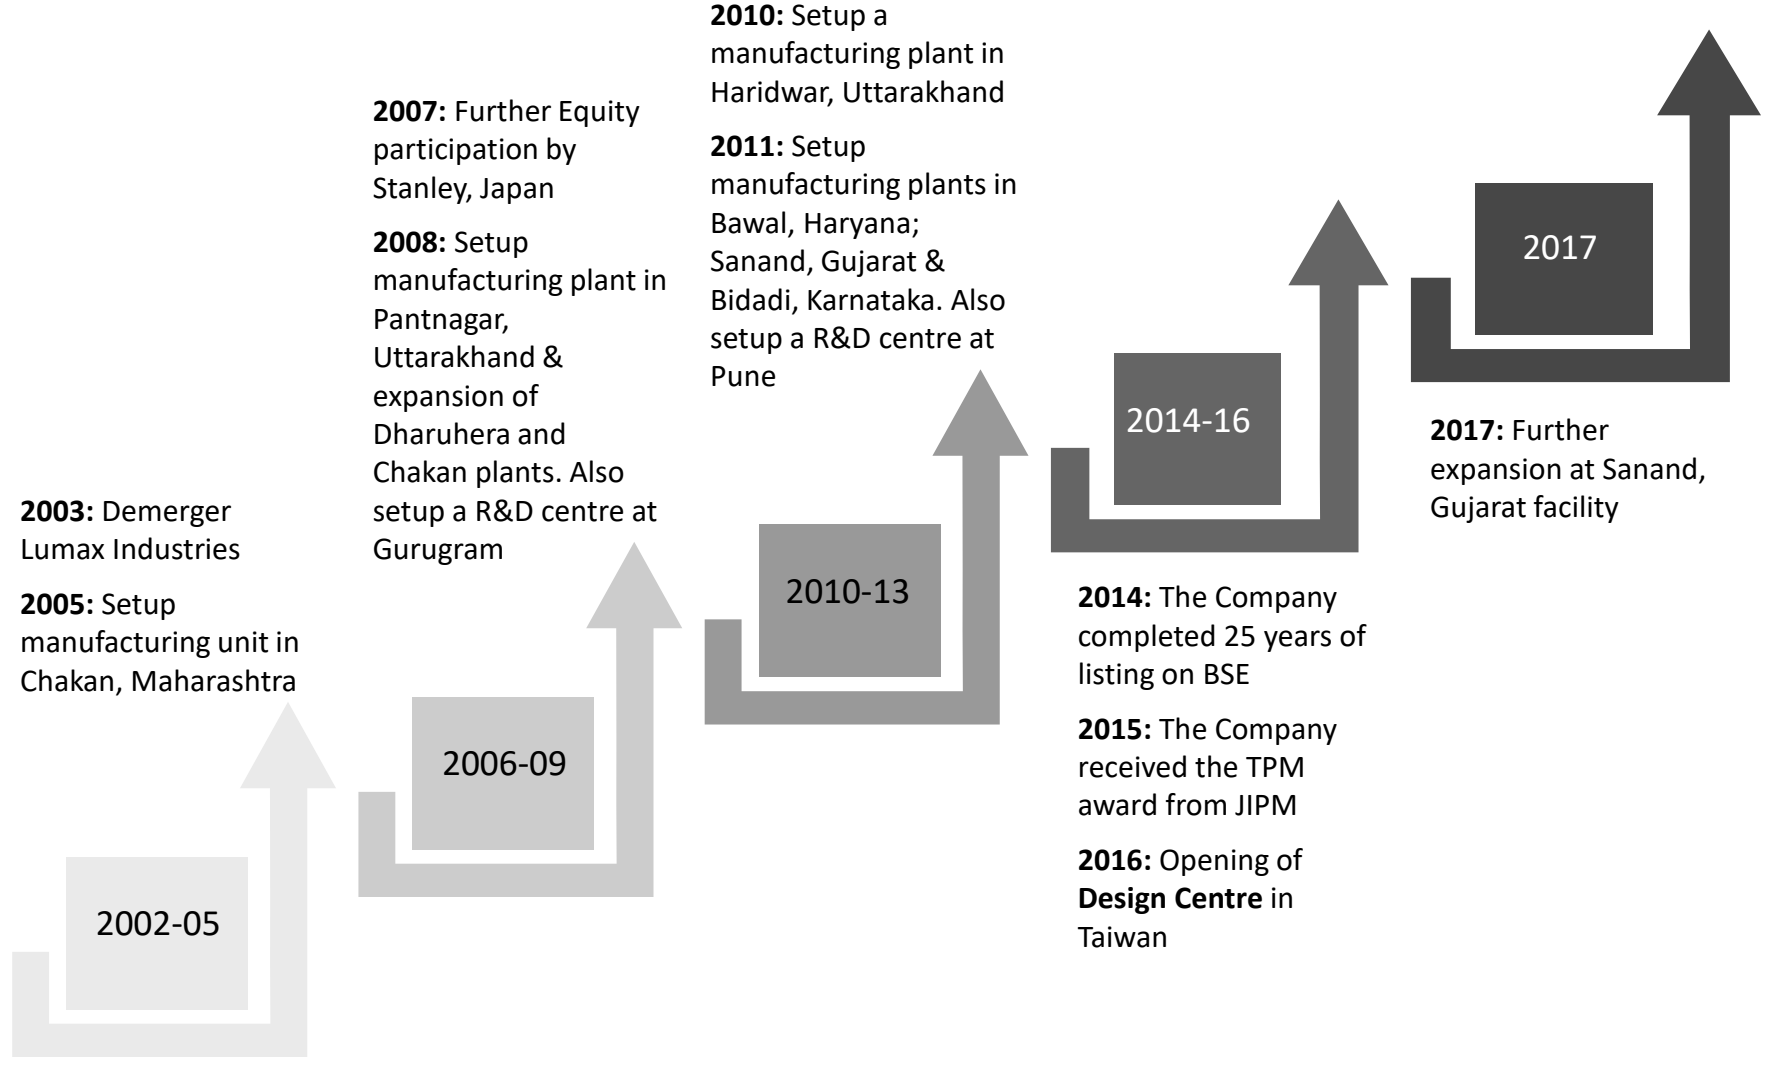 2003: Demerger
Lumax Industries
2005: Setup
manufacturing unit in
Chakan, Maharashtra
2002-05
2007: Further Equity
participation by
Stanley, Japan
2008: Setup
manufacturing plant in
Pantnagar,
Uttarakhand &
expansion of
Dharuhera and
Chakan plants. Also
setup a R&D centre at
Gurugram
2006-09
2010: Setup a
manufacturing plant in
Haridwar, Uttarakhand
2011: Setup
manufacturing plants in
Bawal, Haryana;
Sanand, Gujarat &
Bidadi, Karnataka. Also
setup a R&D centre at
Pune
2010-13
2014-16
2014: The Company
completed 25 years of
listing on BSE
2015: The Company
received the TPM
award from JIPM
2016: Opening of
Design Centre in
Taiwan
2017
2017: Further
expansion at Sanand,
Gujarat facility